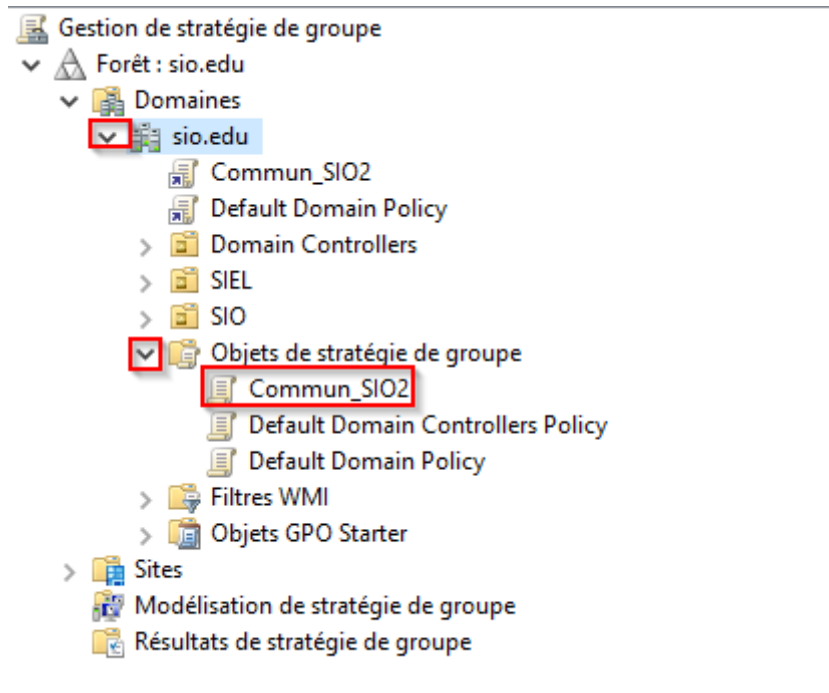 Gestion de stratégie de groupe
Forêt : sio.edu
Domaines
sio.edu
Commun_SIO2
Default Domain Policy
Domain Controllers
SIEL
SIO
Objets de stratégie de groupe
Commun_SIO2
Default Domain Controllers Policy
Default Domain Policy
Filtres WMI
Objets GPO Starter
Sites
Modélisation de stratégie de groupe
Résultats de stratégie de groupe